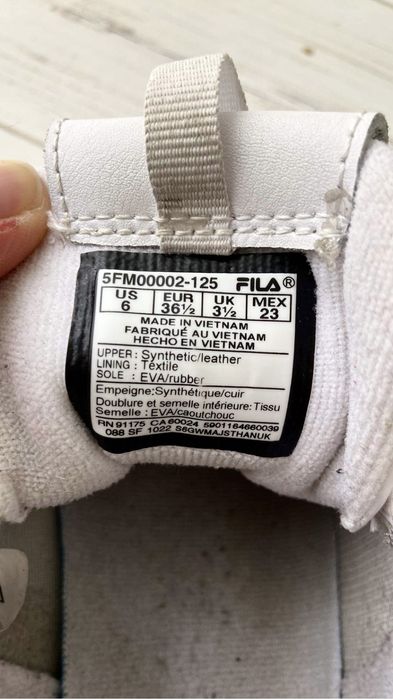 5FM00002-125 FILA®
US EUR UK MEX
6 36½ 3½ 23
MADE IN VIETNAM
FABRIQUÉ AU VIETNAM
HECHO EN VIETNAM
UPPER: Synthetic/leather
LINING: Textile
SOLE: EVA/rubber
Empeigne:Synthétique/cuir
Doublure et semelle intérieure:Tissu
Semelle: EVA/caoutchouc
RN 91175 CA 60024 5901164660039
088 SF 1022 S6GWMAJSTHANUK